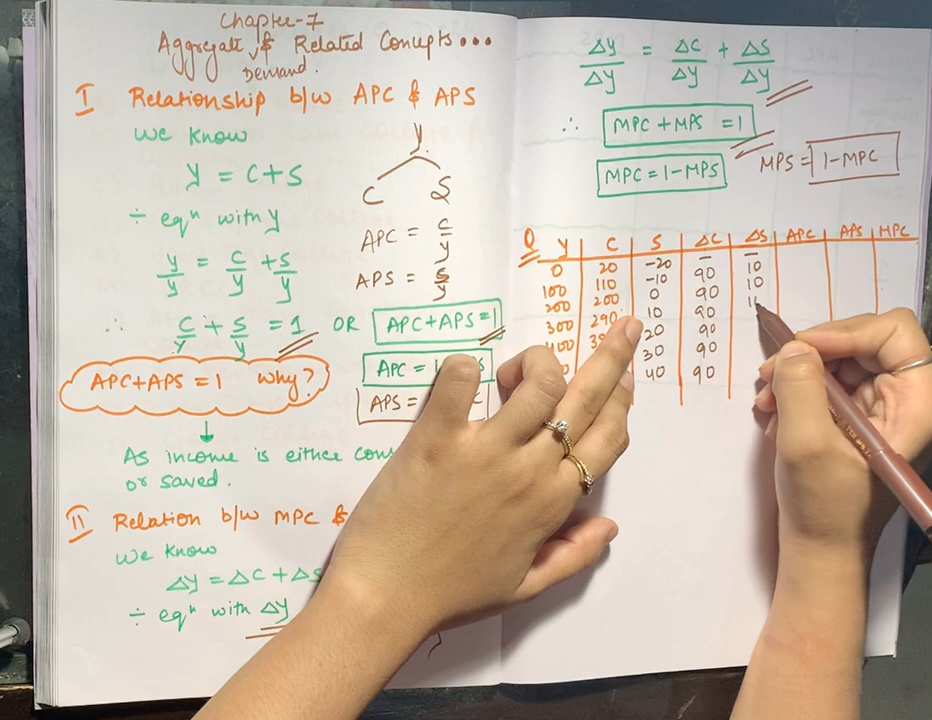 Chapter-7
Aggregate & Related Concepts...
Demand.
I Relationship b/w APC & APS
We know
y = C+S
÷ eqⁿ with y
y/y = C/y + S/y
∴ C/y + S/y = 1 OR APC+APS=1
APC =
APS =
APC+APS =1 why?
As income is either
or saved.
y
C S
APC = C/y
APS = S/y
II Relation b/w MPC &
We know
Δy = ΔC + ΔS
÷ eqⁿ with Δy
Δy/Δy = ΔC/Δy + ΔS/Δy
∴ MPC + MPS = 1
MPC = 1-MPS
MPS = 1-MPC
Q Y C S ΔC ΔS APC APS MPC
0 20 -20 – –
100 110 -10 90 10
200 200 0 90 10
300 290 10 90
400 20 90
30 90
40 90